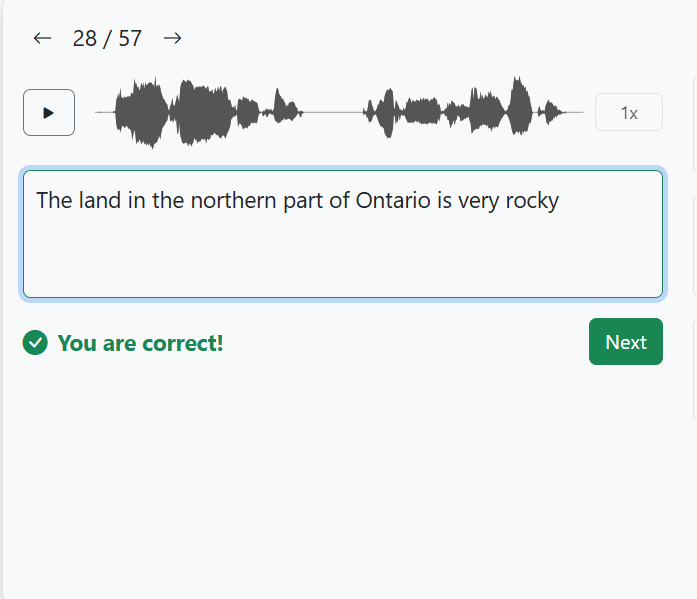 ← 28 / 57 →
1x
The land in the northern part of Ontario is very rocky
You are correct!
Next